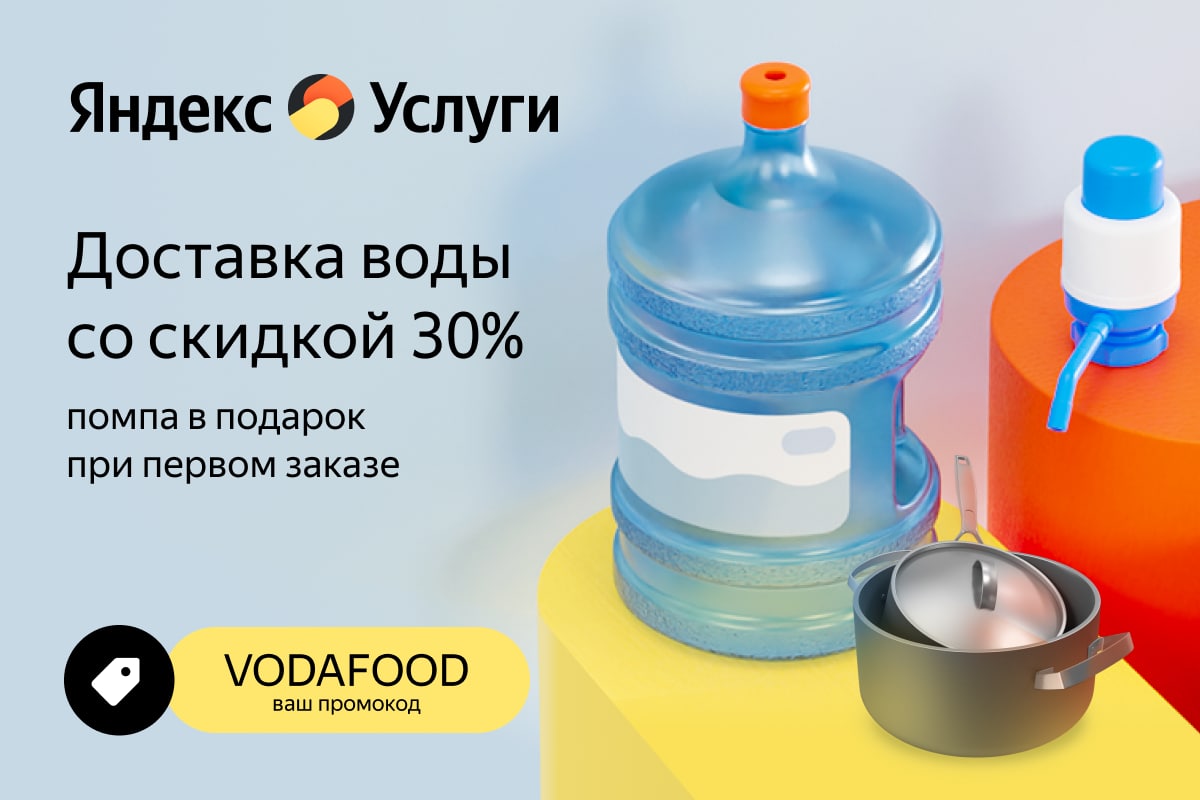 Яндекс Услуги
Доставка воды
со скидкой 30%
помпа в подарок
при первом заказе
VODAFOOD
ваш промокод